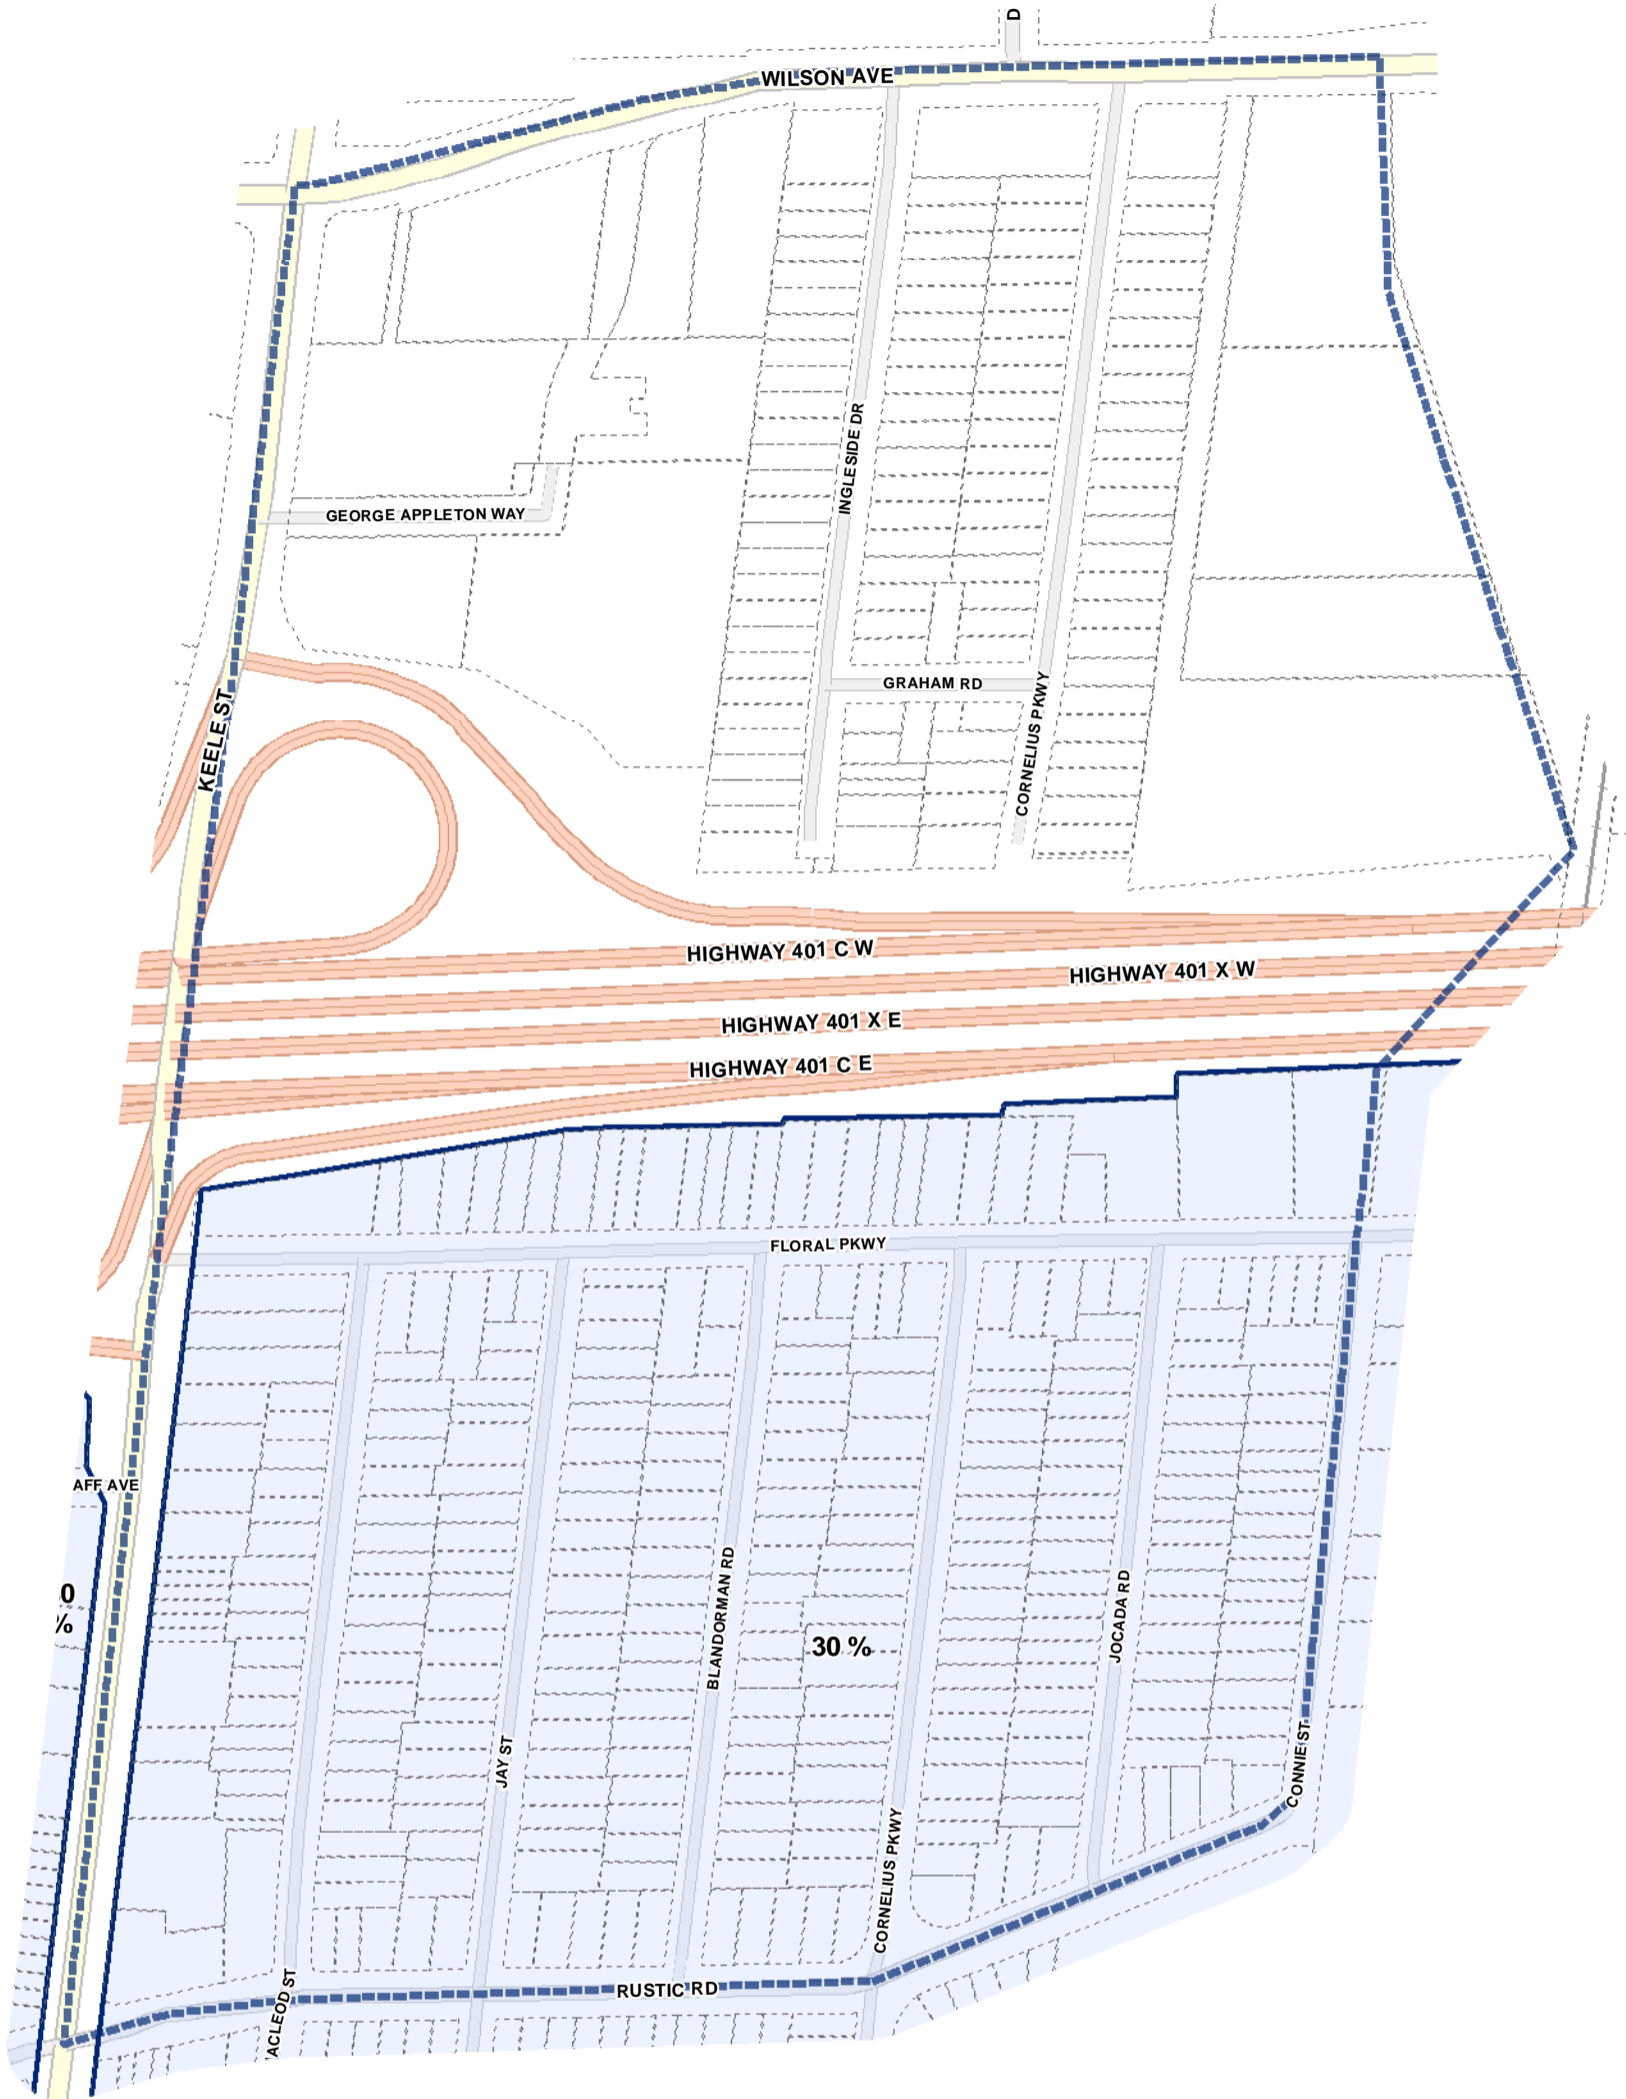 D
WILSON AVE
INGLESIDE DR
GEORGE APPLETON WAY
GRAHAM RD
KEELE ST
CORNELIUS PKWY
HIGHWAY 401 C W
HIGHWAY 401 X W
HIGHWAY 401 X E
HIGHWAY 401 C E
FLORAL PKWY
AFF AVE
0
%
BLANDORMAN RD
JOCADA RD
30 %
JAY ST
CONNIE ST
CORNELIUS PKWY
RUSTIC RD
ACLEOD ST